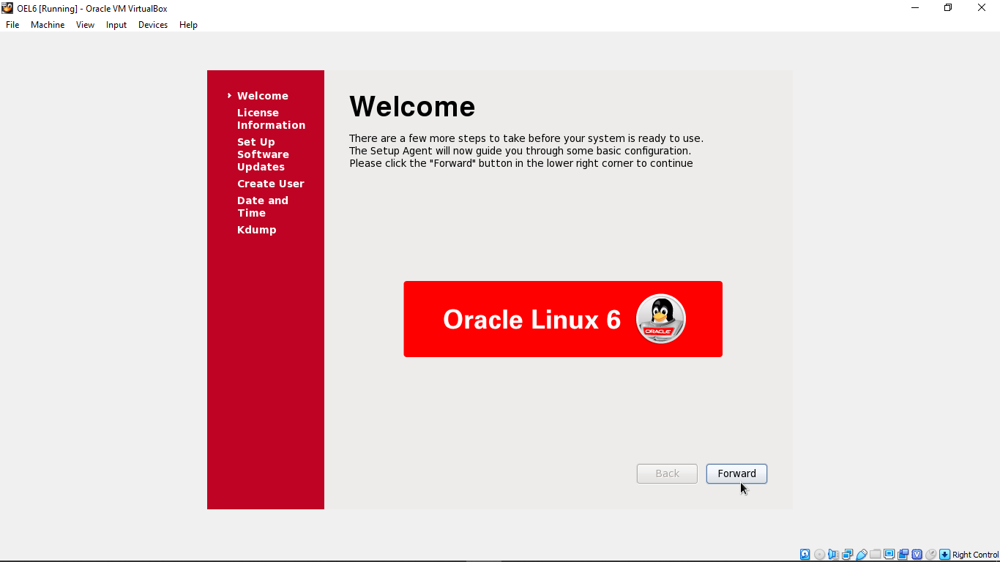 OEL6 [Running] - Oracle VM VirtualBox
File Machine View Input Devices Help
Welcome
License
Information
Set Up
Software
Updates
Create User
Date and
Time
Kdump
Welcome
There are a few more steps to take before your system is ready to use.
The Setup Agent will now guide you through some basic configuration.
Please click the "Forward" button in the lower right corner to continue
Oracle Linux 6
ORACLE
Back Forward
Right Control